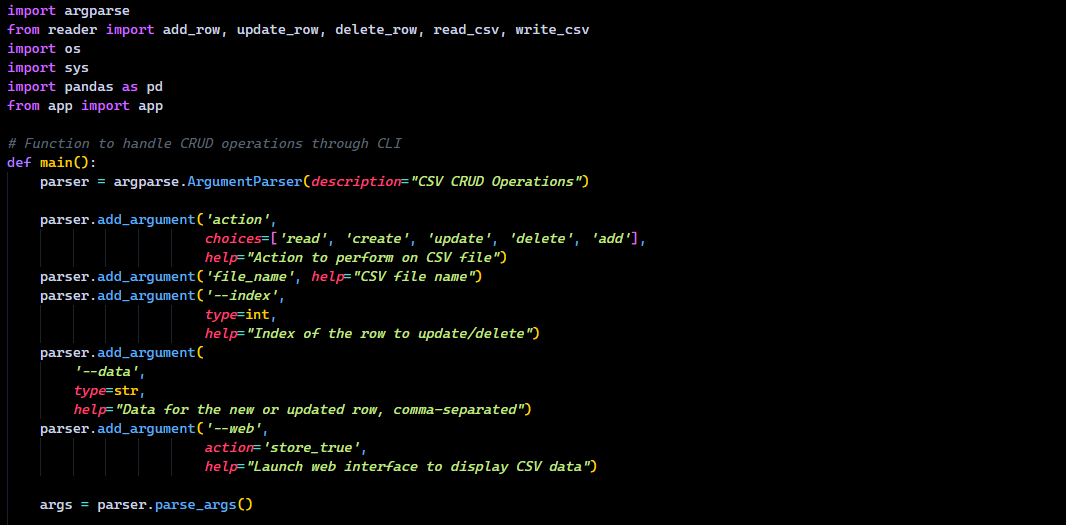 import argparse
from reader import add_row, update_row, delete_row, read_csv, write_csv
import os
import sys
import pandas as pd
from app import app

# Function to handle CRUD operations through CLI
def main():
    parser = argparse.ArgumentParser(description="CSV CRUD Operations")

    parser.add_argument('action',
                        choices=['read', 'create', 'update', 'delete', 'add'],
                        help="Action to perform on CSV file")
    parser.add_argument('file_name', help="CSV file name")
    parser.add_argument('--index',
                        type=int,
                        help="Index of the row to update/delete")
    parser.add_argument(
        '--data',
        type=str,
        help="Data for the new or updated row, comma-separated")
    parser.add_argument('--web',
                        action='store_true',
                        help="Launch web interface to display CSV data")

    args = parser.parse_args()